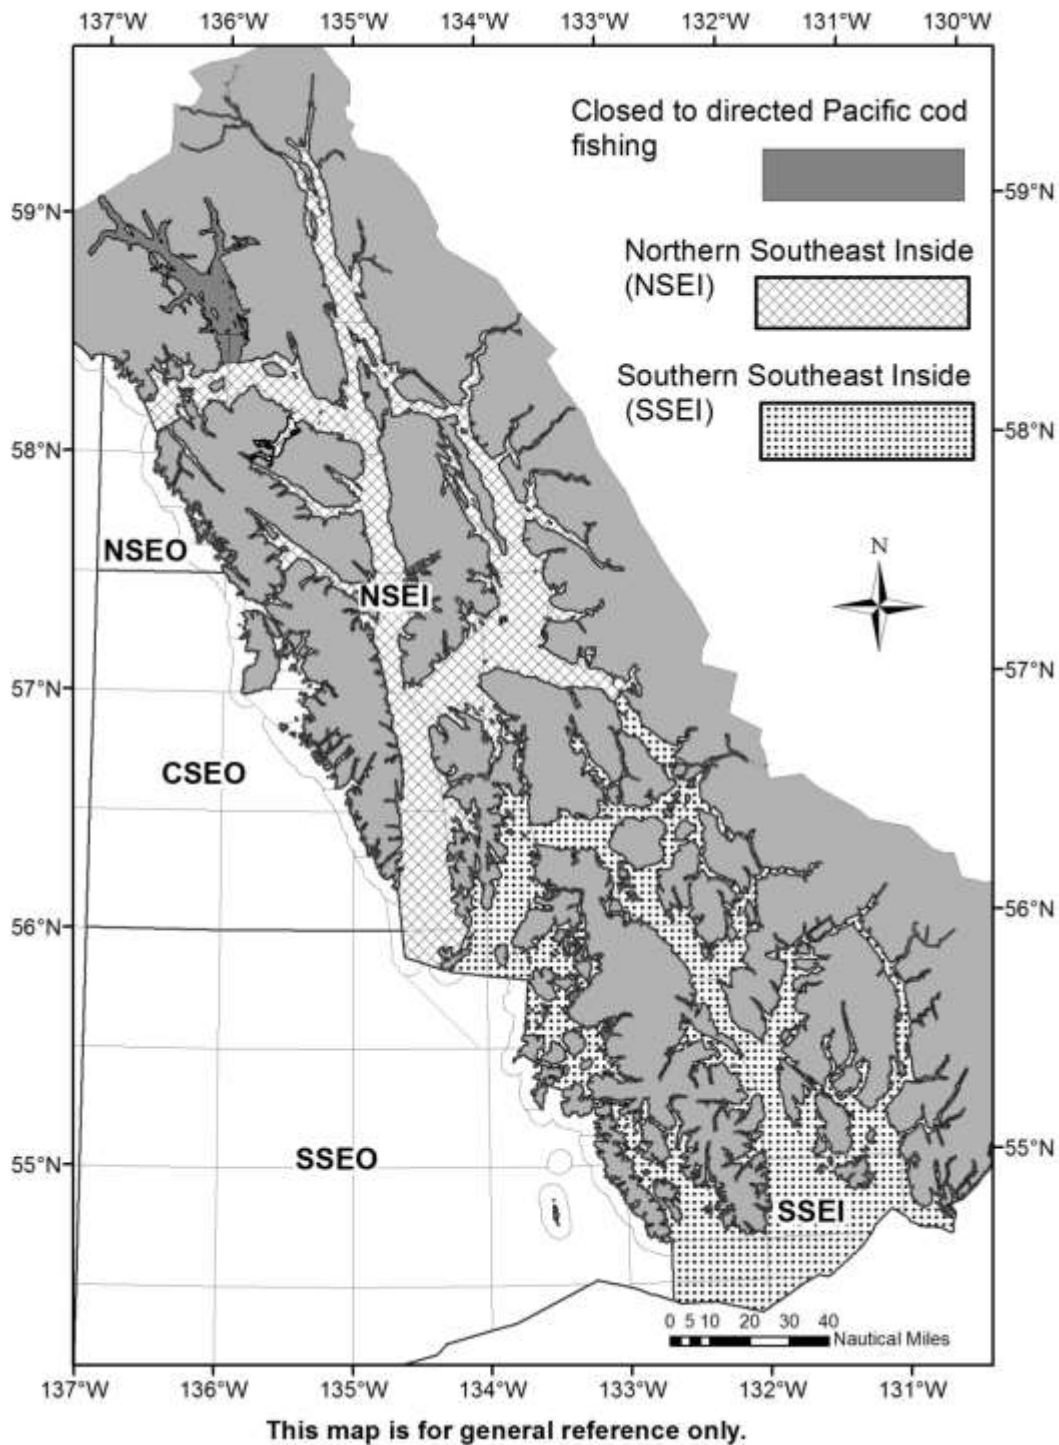 137°W 136°W 135°W 134°W 133°W 132°W 131°W 130°W
Closed to directed Pacific cod
fishing
59°N 59°N
Northern Southeast Inside
(NSEI)
Southern Southeast Inside
(SSEI)
58°N 58°N
NSEO
N
NSEI
57°N 57°N
CSEO
56°N 56°N
55°N 55°N
SSEO
SSEI
0 5 10 20 30 40
Nautical Miles
137°W 136°W 135°W 134°W 133°W 132°W 131°W
This map is for general reference only.